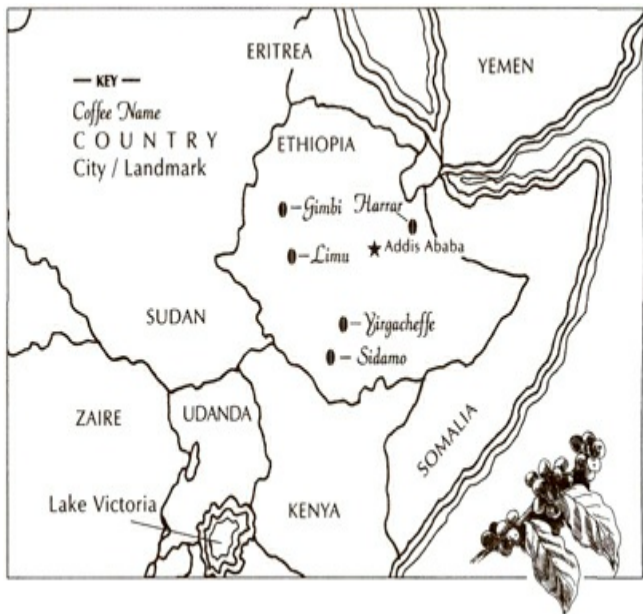 ERITREA
YEMEN
— KEY —
Coffee Name
COUNTRY
City / Landmark
ETHIOPIA
Gimbi
Harrar
Addis Ababa
Limu
SUDAN
Yirgacheffe
Sidamo
ZAIRE
UDANDA
SOMALIA
Lake Victoria
KENYA